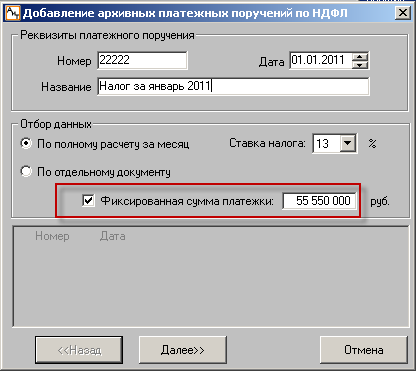 Добавление архивных платежных поручений по НДФЛ
Реквизиты платежного поручения
Номер 22222 Дата 01.01.2011
Название Налог за январь 2011
Отбор данных
По полному расчету за месяц Ставка налога: 13 %
По отдельному документу
Фиксированная сумма платежки: 55 550 000 руб.
Номер Дата
<<Назад Далее>> Отмена